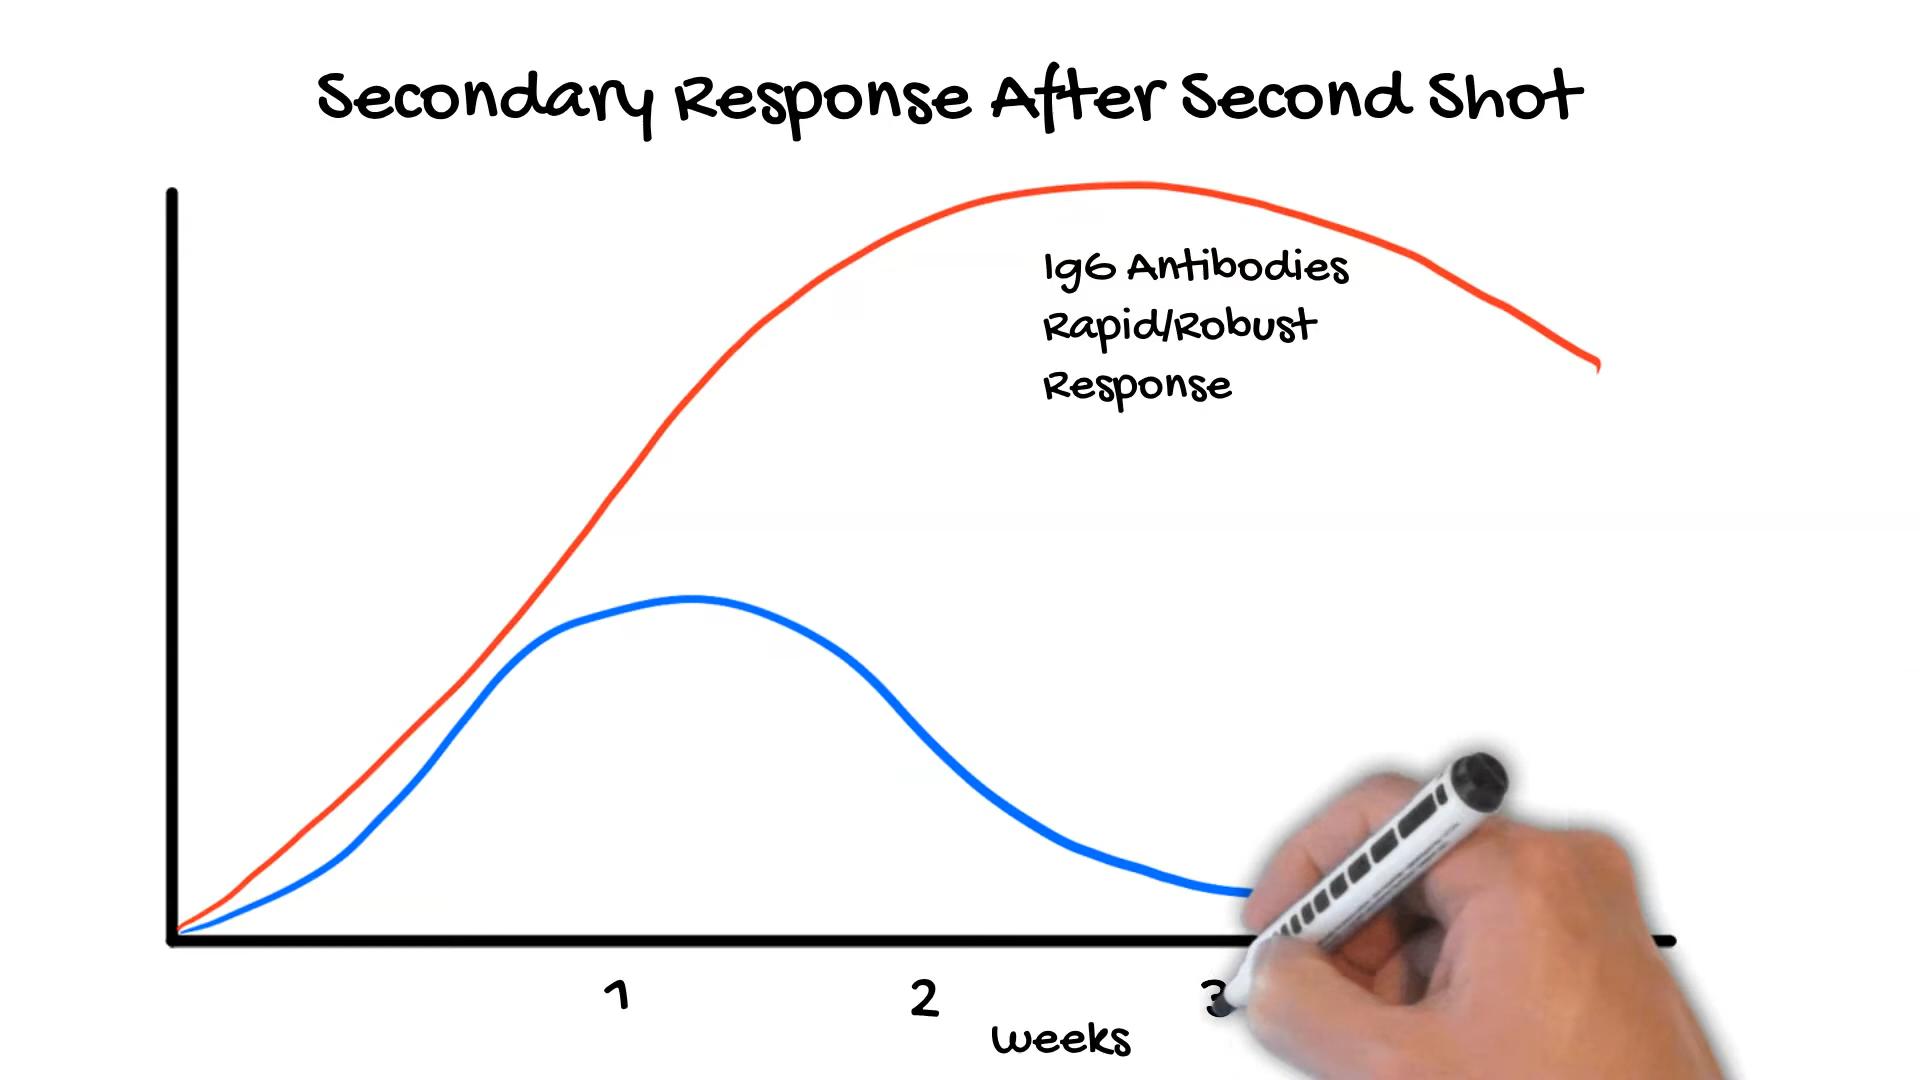 Secondary Response After Second Shot
IgG Antibodies
Rapid/Robust
Response
1 2 3
weeks